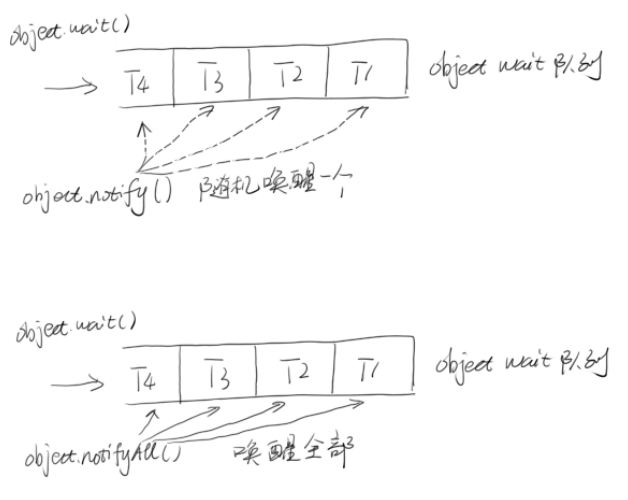 object.wait()
T4 T3 T2 T1 object wait 队列
object.notify() 随机唤醒一个
object.wait()
T4 T3 T2 T1 object wait 队列
object.notifyAll() 唤醒全部